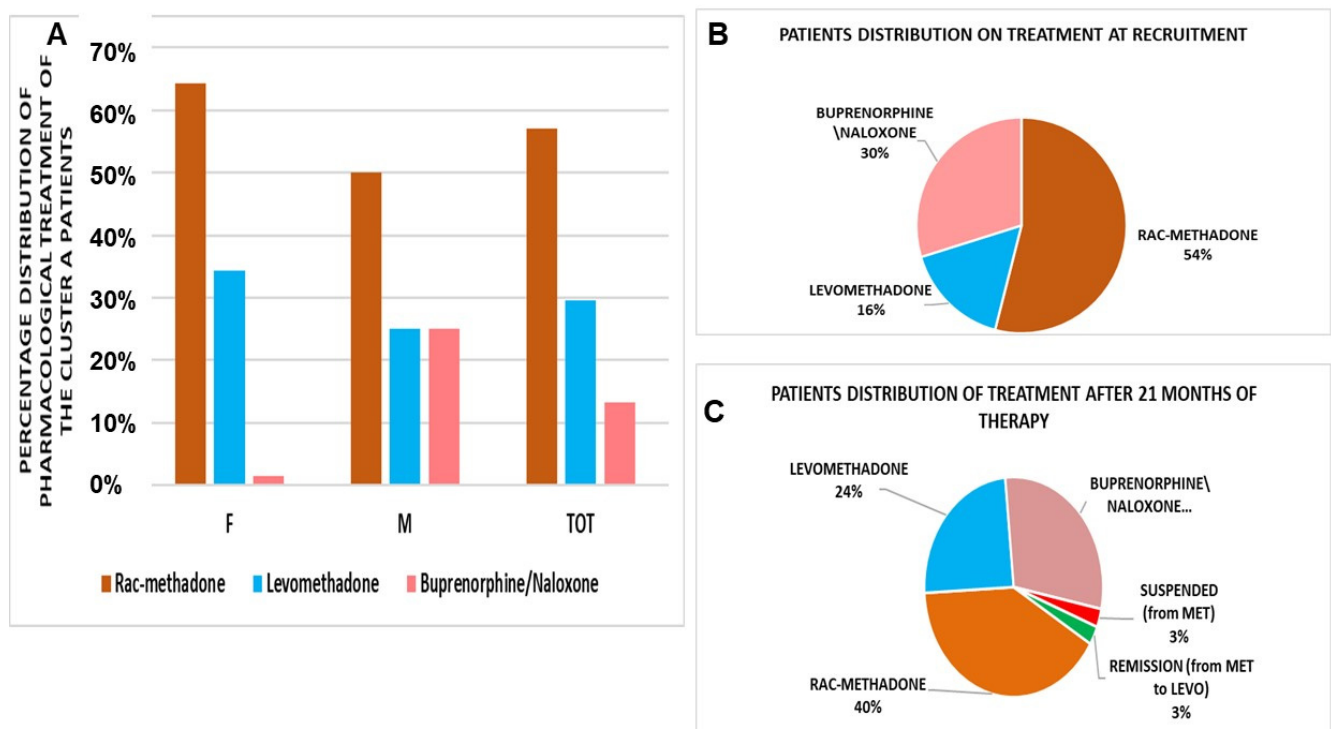 A
PERCENTAGE DISTRIBUTION OF
PHARMACOLOGICAL TREATMENT OF
THE CLUSTER A PATIENTS
70%
60%
50%
40%
30%
20%
10%
0%
F
M
TOT
Rac-methadone
Levomethadone
Buprenorphine/Naloxone
B
PATIENTS DISTRIBUTION ON TREATMENT AT RECRUITMENT
BUPRENORPHINE
\NALOXONE
30%
RAC-METHADONE
54%
LEVOMETHADONE
16%
C
PATIENTS DISTRIBUTION OF TREATMENT AFTER 21 MONTHS OF
THERAPY
LEVOMETHADONE
24%
BUPRENORPHINE\
NALOXONE...
SUSPENDED
(from MET)
3%
REMISSION (from MET
to LEVO)
3%
RAC-METHADONE
40%